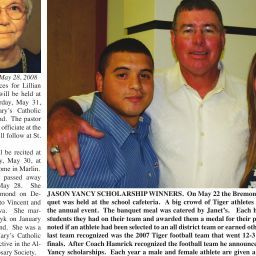 May 28, 2008
ces for Lillian
will be held at
rday, May 31,
ary's Catholic
nd. The pastor
officiate at the
ll follow at St.
ll be recited at
y, May 30, at
ome in Marlin.
passed away
May 28. She
mond on De-
to Vincent and
va. She mar-
yk on January
nd. She was a
Mary's Catholic
ctive in the Al-
sary Society.
JASON YANCY SCHOLARSHIP WINNERS. On May 22 the Bremon
quet was held at the school cafeteria. A big crowd of Tiger athletes
the annual event. The banquet meal was catered by Janet's. Each h
students they had on their team and awarded them a medal for their p
noted if an athlete had been selected to an all district team or earned othe
last team recognized was the 2007 Tiger football team that went 12-3
finals. After Coach Hamrick recognized the football team he announce
Scholarships. Each year a male and female athlete are given a